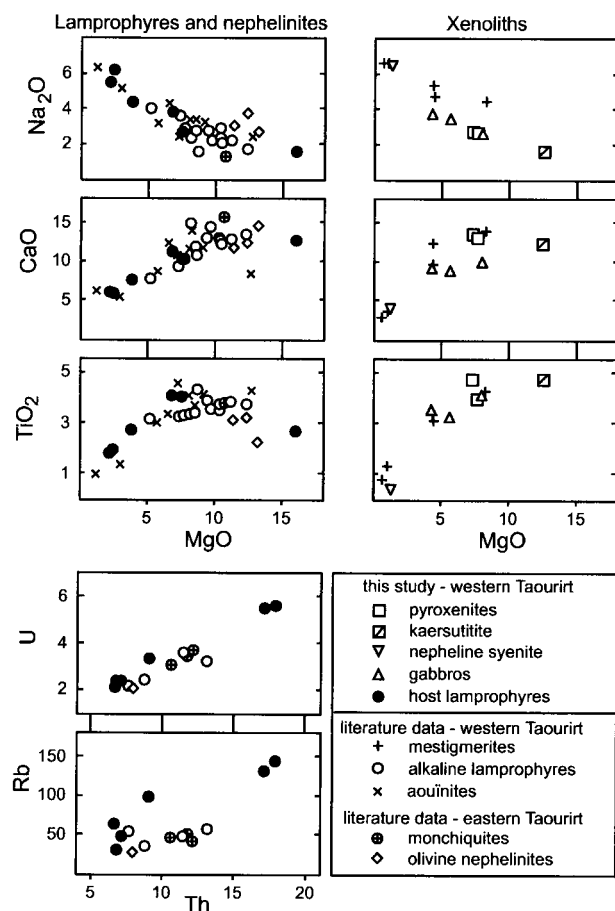 Lamprophyres and nephelinites
Xenoliths
Na2O
6
4
2
CaO
15
10
5
TiO2
5
3
1
5
10
15
MgO
5
10
15
MgO
U
6
4
2
Rb
150
100
50
5
10
15
20
Th
this study - western Taourirt
pyroxenites
kaersutitite
nepheline syenite
gabbros
host lamprophyres
literature data - western Taourirt
mestigmerites
alkaline lamprophyres
aouïnites
literature data - eastern Taourirt
monchiquites
olivine nephelinites